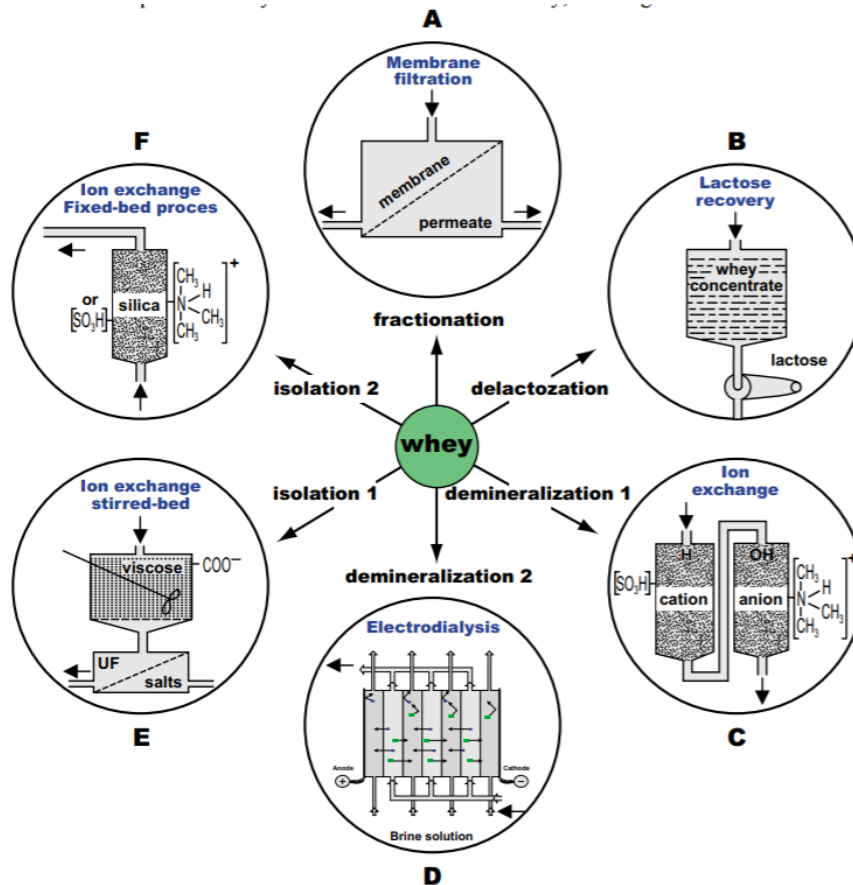 A
Membrane
filtration
membrane
permeate
fractionation
B
Lactose
recovery
whey
concentrate
lactose
delactozation
C
Ion
exchange
H
OH
[SO₃H]
cation
anion
[CH₃
N H
CH₃
CH₃]+
demineralization 1
D
Electrodialysis
Anode
+
Cathode
−
Brine solution
demineralization 2
E
Ion exchange
stirred-bed
viscose
COO−
UF
salts
isolation 1
F
Ion exchange
Fixed-bed proces
or
[SO₃H]
silica
[CH₃
N H
CH₃
CH₃]+
isolation 2
whey